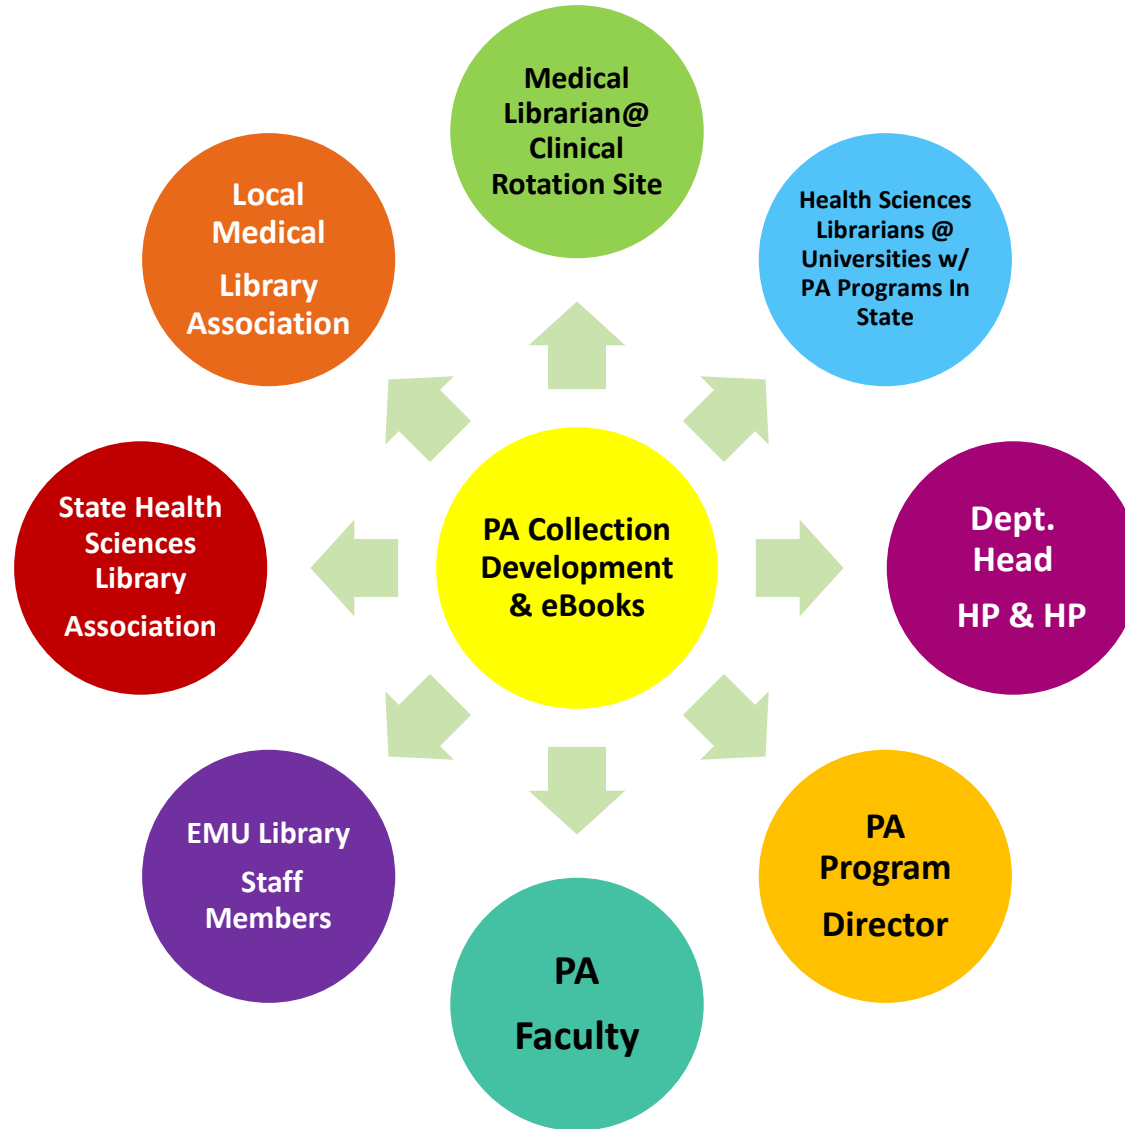 Medical
Librarian@
Clinical
Rotation Site
Health Sciences
Librarians @
Universities w/
PA Programs In
State
Dept.
Head
HP & HP
PA
Program
Director
PA
Faculty
EMU Library
Staff
Members
State Health
Sciences
Library
Association
Local
Medical
Library
Association
PA Collection
Development
& eBooks